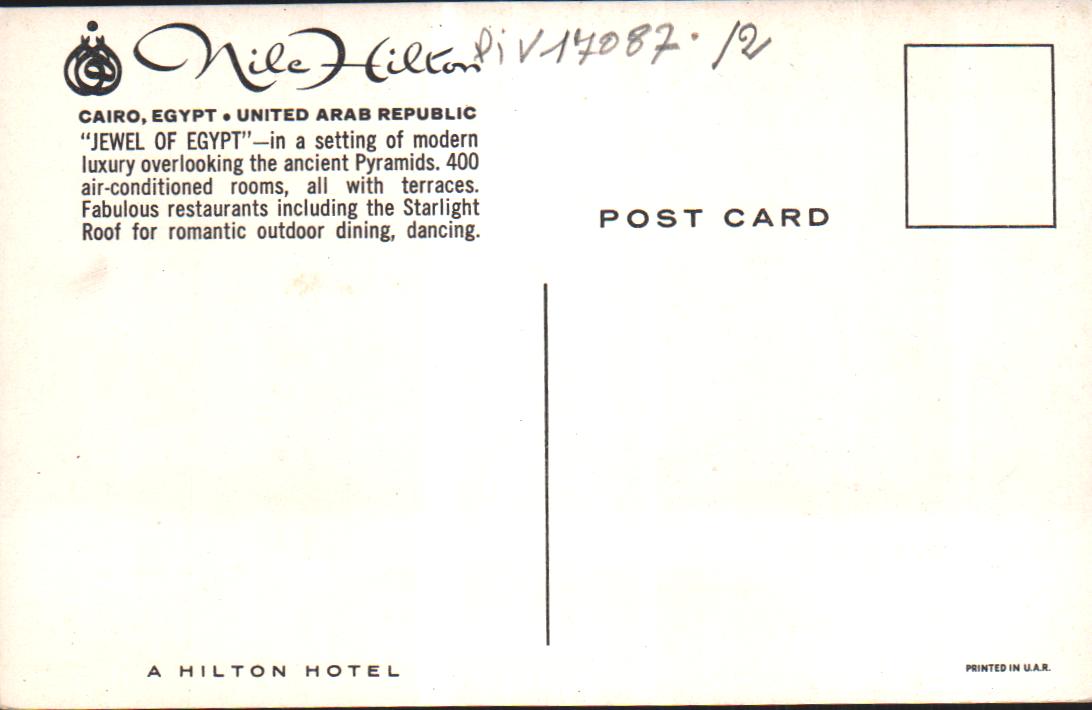 Nile Hilton
PiV17087. /2
CAIRO, EGYPT • UNITED ARAB REPUBLIC
"JEWEL OF EGYPT"—in a setting of modern
luxury overlooking the ancient Pyramids. 400
air-conditioned rooms, all with terraces.
Fabulous restaurants including the Starlight
Roof for romantic outdoor dining, dancing.
POST CARD
A HILTON HOTEL
PRINTED IN U.A.R.